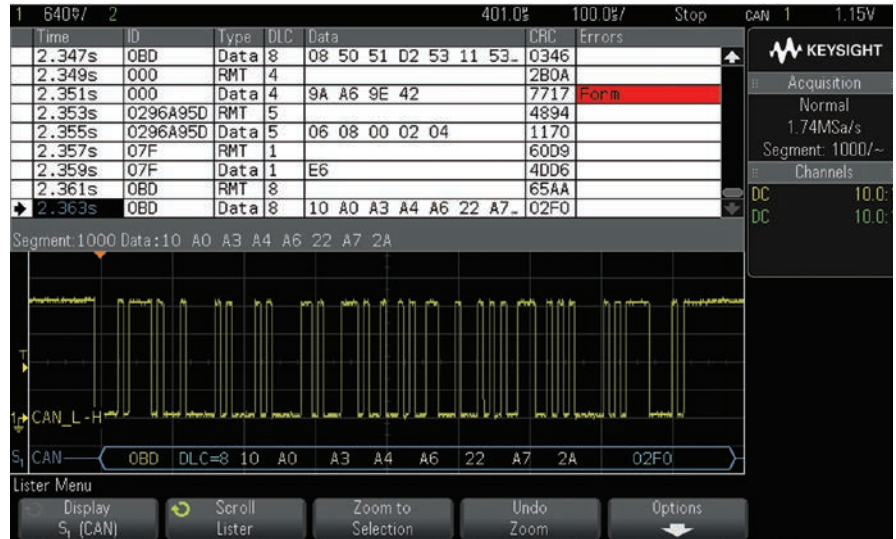 1 640♡/ 2 401.0♮ 100.0♮/ Stop CAN 1 1.15V
Time ID Type DLC Data CRC Errors
2.347s 0BD Data 8 08 50 51 D2 53 11 53… 0346
2.349s 000 RMT 4 2B0A
2.351s 000 Data 4 9A A6 9E 42 7717 Form
2.353s 0296A95D RMT 5 4894
2.355s 0296A95D Data 5 06 08 00 02 04 1170
2.357s 07F RMT 1 60D9
2.359s 07F Data 1 E6 4DD6
2.361s 0BD RMT 8 65AA
2.363s 0BD Data 8 10 A0 A3 A4 A6 22 A7… 02F0
Segment:1000 Data:10 A0 A3 A4 A6 22 A7 2A
KEYSIGHT
Acquisition
Normal
1.74MSa/s
Segment: 1000/~
Channels
DC 10.0:1
DC 10.0:1
T
1 CAN_L-H
S1 CAN 0BD DLC=8 10 A0 A3 A4 A6 22 A7 2A 02F0
Lister Menu
Display
S1 (CAN)
Scroll
Lister
Zoom to
Selection
Undo
Zoom
Options